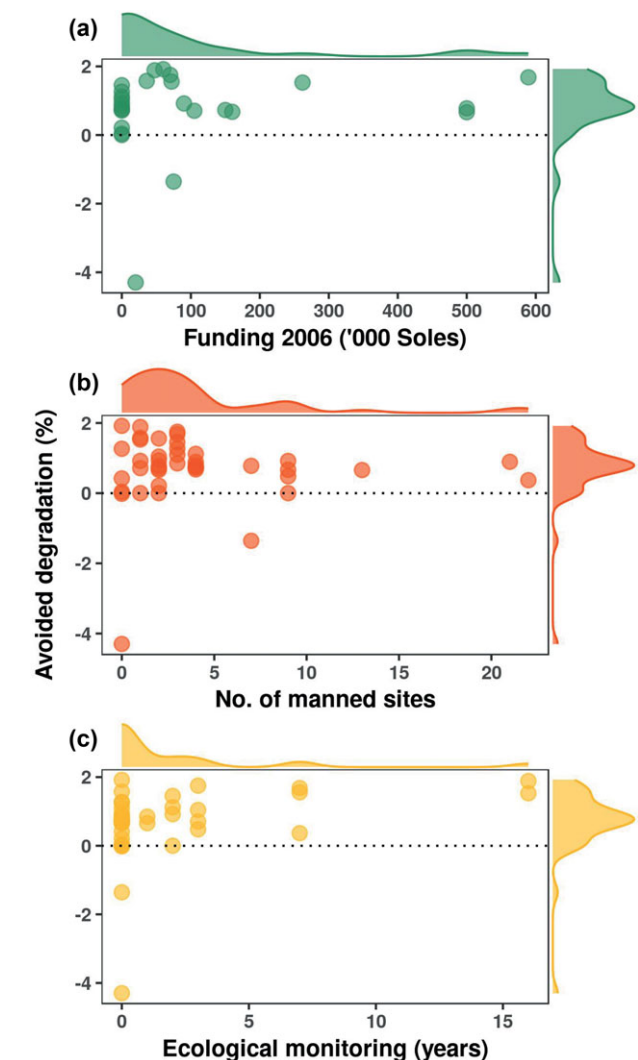 (a)
2
0
-2
-4
0 100 200 300 400 500 600
Funding 2006 ('000 Soles)
(b)
Avoided degradation (%)
2
0
-2
-4
0 5 10 15 20
No. of manned sites
(c)
2
0
-2
-4
0 5 10 15
Ecological monitoring (years)